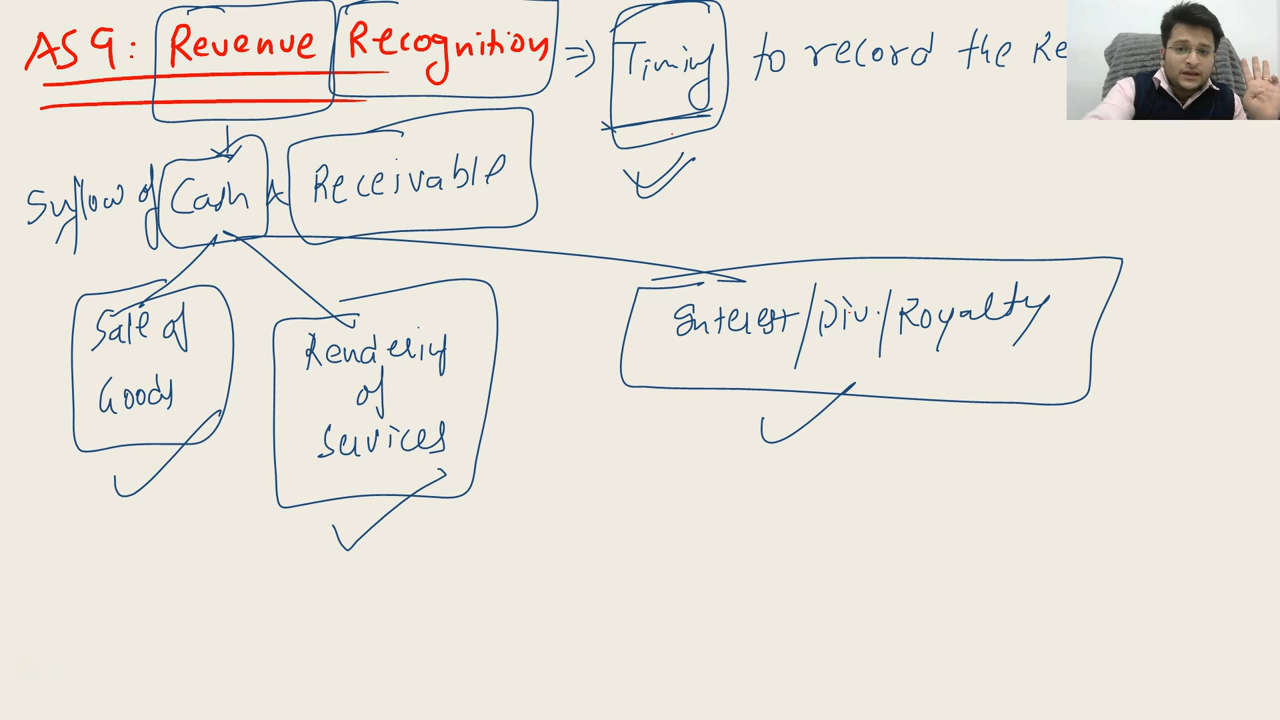 AS 9: Revenue Recognition ⇒ Timing to record the Re
Inflow of Cash & Receivable
Sale of
Goods
Rendering
of
Services
Interest/Div./Royalty